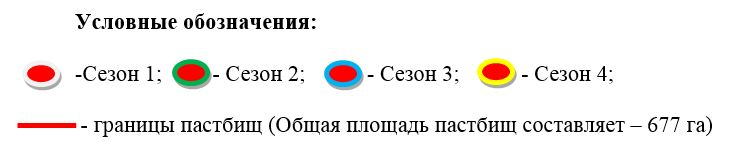 Условные обозначения:
-Сезон 1; - Сезон 2; - Сезон 3; - Сезон 4;
- границы пастбищ (Общая площадь пастбищ составляет – 677 га)